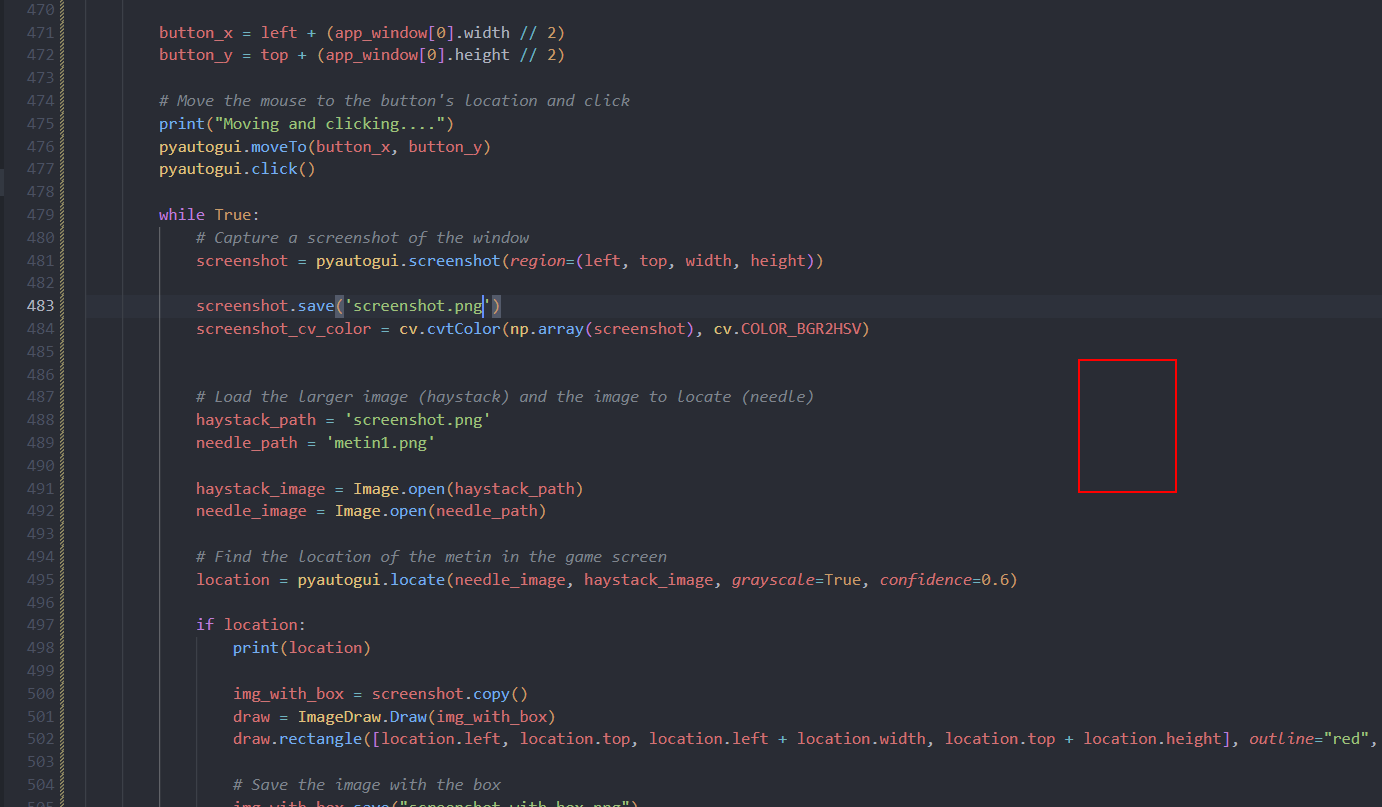 470
471 button_x = left + (app_window[0].width // 2)
472 button_y = top + (app_window[0].height // 2)
473
474 # Move the mouse to the button's location and click
475 print("Moving and clicking....")
476 pyautogui.moveTo(button_x, button_y)
477 pyautogui.click()
478
479 while True:
480 # Capture a screenshot of the window
481 screenshot = pyautogui.screenshot(region=(left, top, width, height))
482
483 screenshot.save('screenshot.png')
484 screenshot_cv_color = cv.cvtColor(np.array(screenshot), cv.COLOR_BGR2HSV)
485
486
487 # Load the larger image (haystack) and the image to locate (needle)
488 haystack_path = 'screenshot.png'
489 needle_path = 'metin1.png'
490
491 haystack_image = Image.open(haystack_path)
492 needle_image = Image.open(needle_path)
493
494 # Find the location of the metin in the game screen
495 location = pyautogui.locate(needle_image, haystack_image, grayscale=True, confidence=0.6)
496
497 if location:
498 print(location)
499
500 img_with_box = screenshot.copy()
501 draw = ImageDraw.Draw(img_with_box)
502 draw.rectangle([location.left, location.top, location.left + location.width, location.top + location.height], outline="red",
503
504 # Save the image with the box
505 img_with_box.save("screenshot_with_box.png")